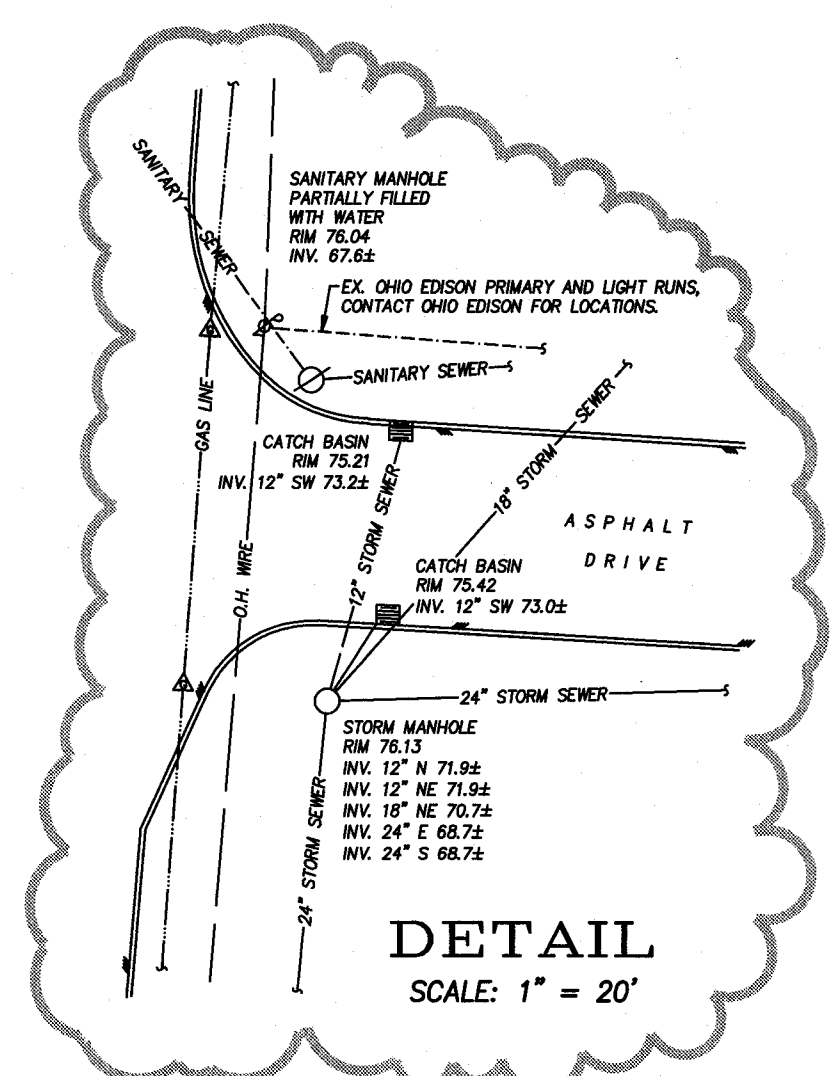 SANITARY SEWER
SANITARY MANHOLE
PARTIALLY FILLED
WITH WATER
RIM 76.04
INV. 67.6±
EX. OHIO EDISON PRIMARY AND LIGHT RUNS,
CONTACT OHIO EDISON FOR LOCATIONS.
G
SANITARY SEWER
GAS LINE
CATCH BASIN
RIM 75.21
INV. 12" SW 73.2±
18" STORM SEWER
12" STORM SEWER
O.H. WIRE
ASPHALT
DRIVE
CATCH BASIN
RIM 75.42
INV. 12" SW 73.0±
G
24" STORM SEWER
STORM MANHOLE
RIM 76.13
INV. 12" N 71.9±
INV. 12" NE 71.9±
INV. 18" NE 70.7±
INV. 24" E 68.7±
INV. 24" S 68.7±
24" STORM SEWER
DETAIL
SCALE: 1" = 20'